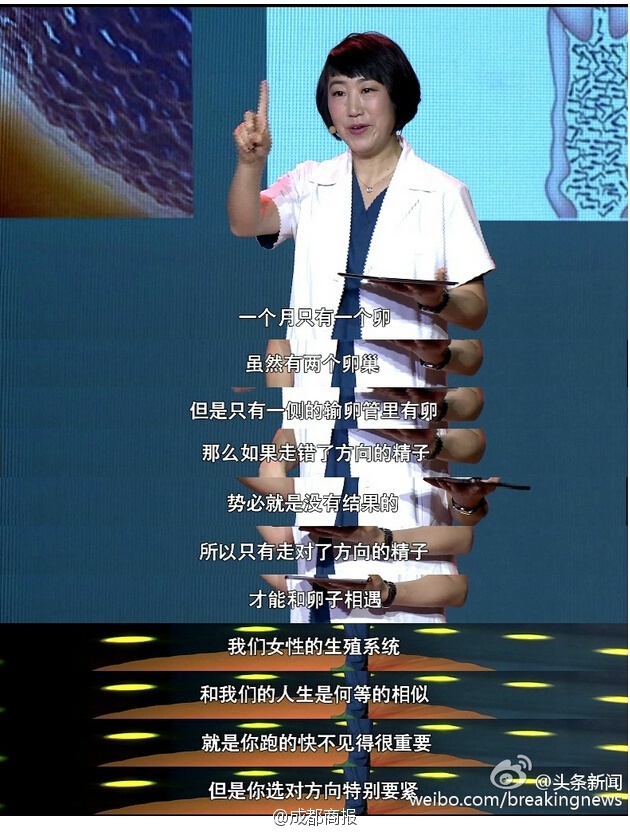 一个月只有一个卵
虽然有两个卵巢
但是只有一侧的输卵管里有卵
那么如果走错了方向的精子
势必就是没有结果的
所以只有走对了方向的精子
才能和卵子相遇
我们女性的生殖系统
和我们的人生是何等的相似
就是你跑的快不见得很重要
但是你选对方向特别要紧
@头条新闻
weibo.com/breakingnews
@成都商报